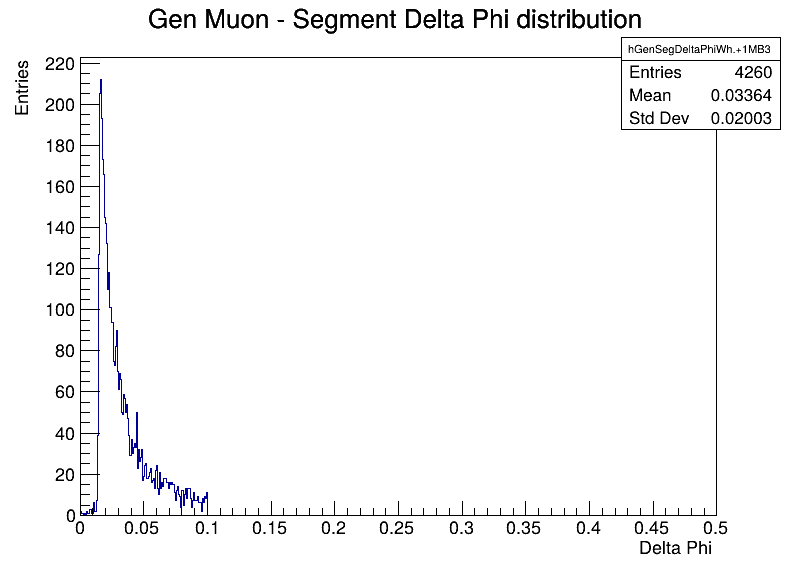 Gen Muon - Segment Delta Phi distribution
hGenSegDeltaPhiWh.+1MB3
Entries 4260
Mean 0.03364
Std Dev 0.02003
Entries
220
200
180
160
140
120
100
80
60
40
20
0
0 0.05 0.1 0.15 0.2 0.25 0.3 0.35 0.4 0.45 0.5
Delta Phi